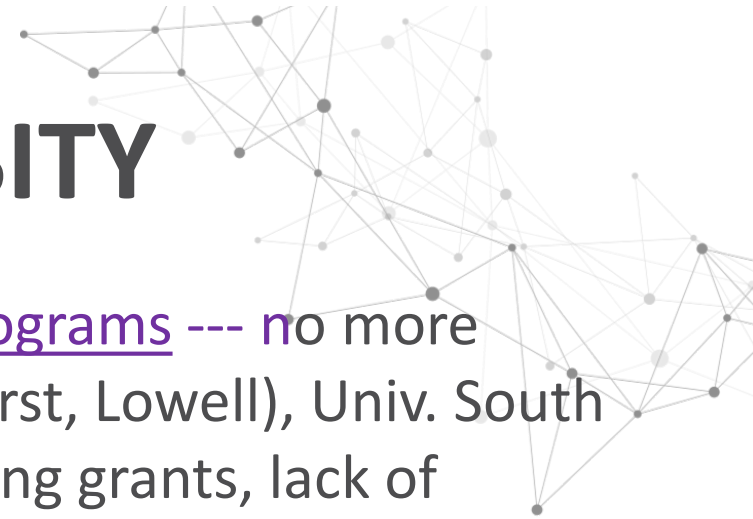 SITY
ograms --- no more
rst, Lowell), Univ. South
ng grants, lack of